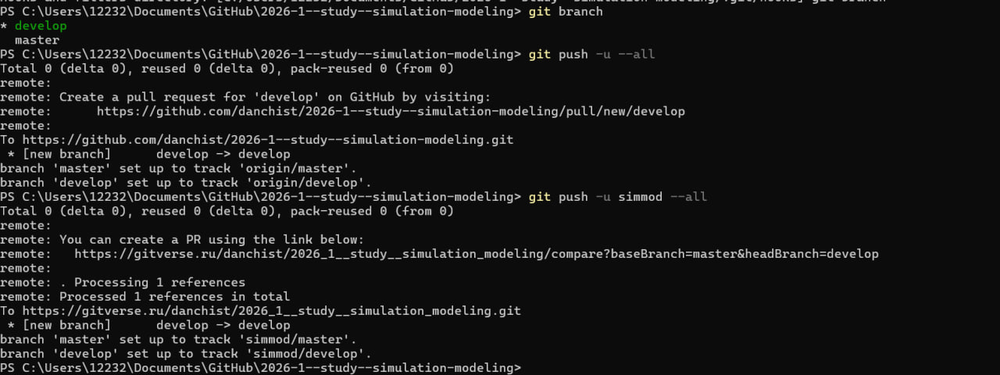 PS C:\Users\12232\Documents\GitHub\2026-1--study--simulation-modeling> git branch
* develop
  master
PS C:\Users\12232\Documents\GitHub\2026-1--study--simulation-modeling> git push -u --all
Total 0 (delta 0), reused 0 (delta 0), pack-reused 0 (from 0)
remote:
remote: Create a pull request for 'develop' on GitHub by visiting:
remote:      https://github.com/danchist/2026-1--study--simulation-modeling/pull/new/develop
remote:
To https://github.com/danchist/2026-1--study--simulation-modeling.git
 * [new branch]      develop -> develop
branch 'master' set up to track 'origin/master'.
branch 'develop' set up to track 'origin/develop'.
PS C:\Users\12232\Documents\GitHub\2026-1--study--simulation-modeling> git push -u simmod --all
Total 0 (delta 0), reused 0 (delta 0), pack-reused 0 (from 0)
remote:
remote: You can create a PR using the link below:
remote:   https://gitverse.ru/danchist/2026_1__study__simulation_modeling/compare?baseBranch=master&headBranch=develop
remote:
remote: . Processing 1 references
remote: Processed 1 references in total
To https://gitverse.ru/danchist/2026_1__study__simulation_modeling.git
 * [new branch]      develop -> develop
branch 'master' set up to track 'simmod/master'.
branch 'develop' set up to track 'simmod/develop'.
PS C:\Users\12232\Documents\GitHub\2026-1--study--simulation-modeling>